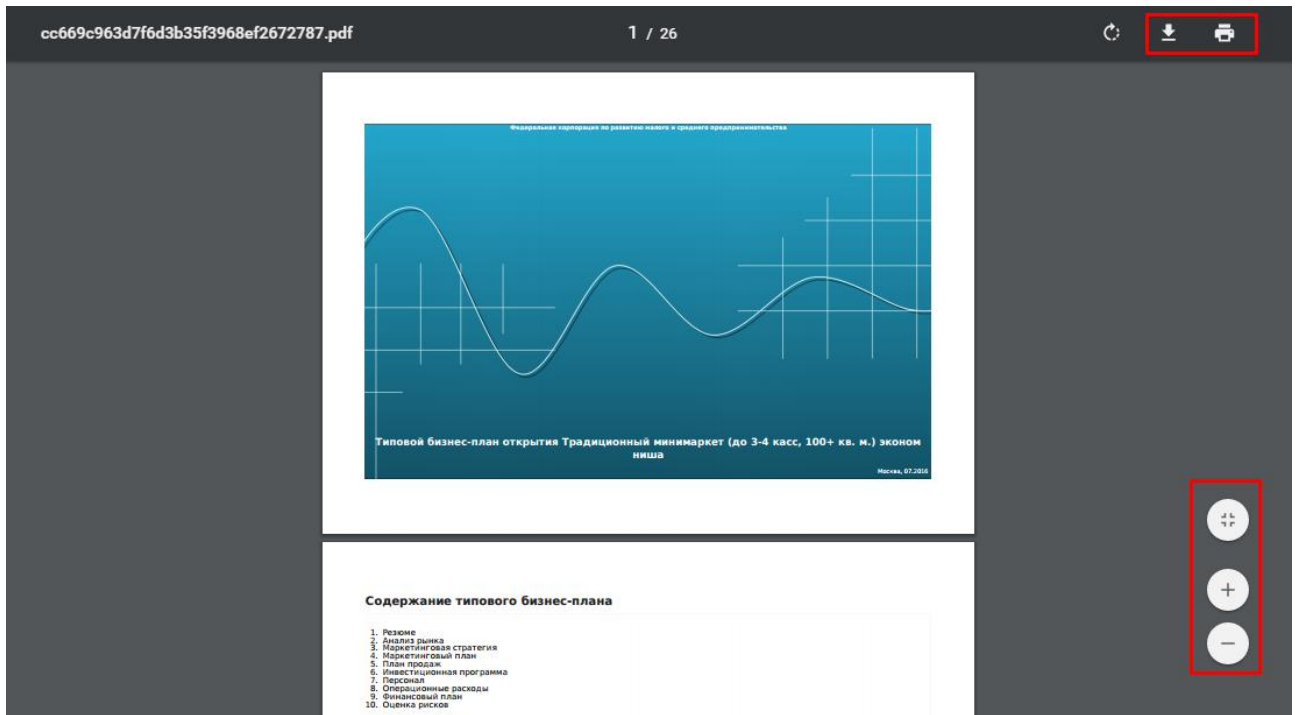 cc669c963d7f6d3b35f3968ef2672787.pdf
1 / 26
Федеральная корпорация по развитию малого и среднего предпринимательства
Типовой бизнес-план открытия Традиционный минимаркет (до 3-4 касс, 100+ кв. м.) эконом
ниша
Москва, 07.2016
Содержание типового бизнес-плана
1. Резюме
2. Анализ рынка
3. Маркетинговая стратегия
4. Маркетинговый план
5. План продаж
6. Инвестиционная программа
7. Персонал
8. Операционные расходы
9. Финансовый план
10. Оценка рисков